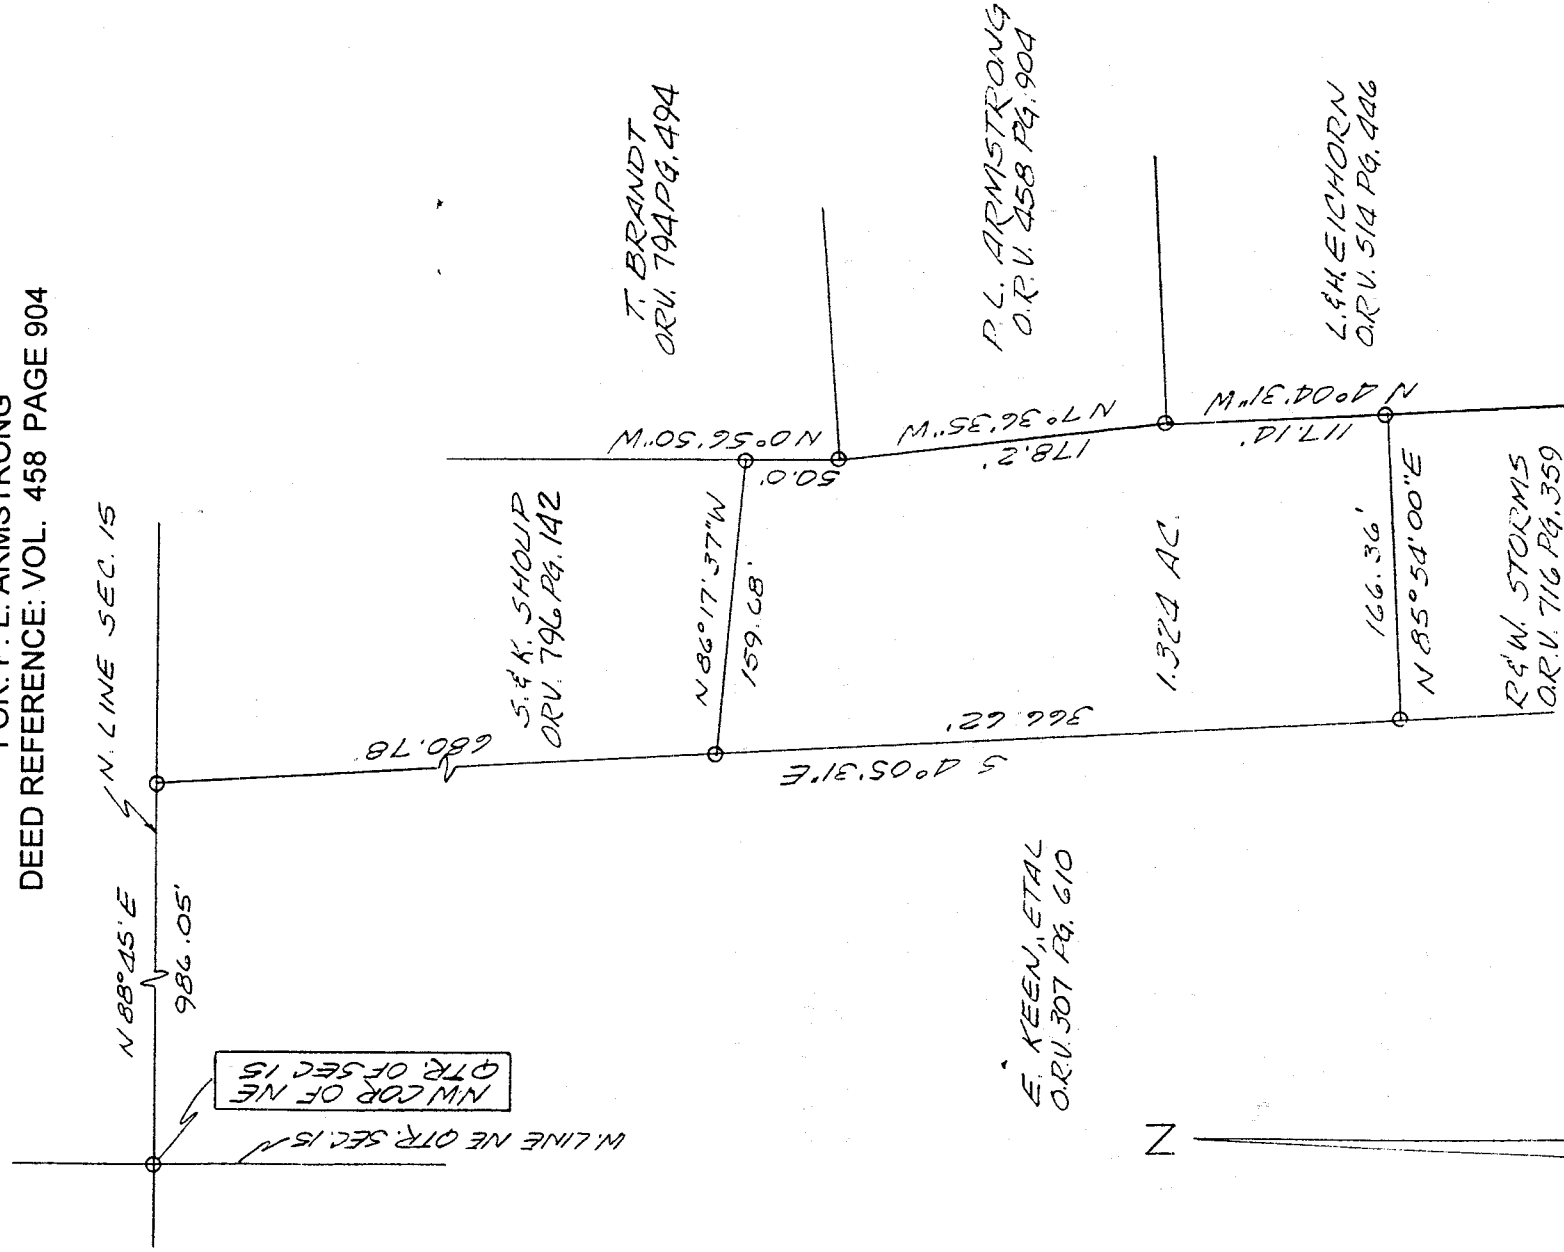 FOR: P. L. ARMSTRONG
DEED REFERENCE: VOL. 458 PAGE 904
N. LINE SEC. 15
N 88°45' E
986.05'
NW COR OF NE
QTR. OF SEC 15
W. LINE NE QTR. SEC. 15
680.78'
S. & K. SHOUP
ORV. 796 PG. 142
T. BRANDT
ORV. 794 PG. 494
N 0°56'50" W
50.0'
N 86°17'37" W
159.68'
P. L. ARMSTRONG
O.R.V. 458 PG. 904
N 7°36'35" W
178.2'
S 4°05'31" E
366.62'
1.324 AC.
L. & H. EICHORN
O.R.V. 514 PG. 446
N 4°04'31" W
117.14'
166.36'
N 85°54'00" E
R & W. STORMS
O.R.V. 716 PG. 359
E. KEEN, ETAL
O.R.V. 307 PG. 610
N